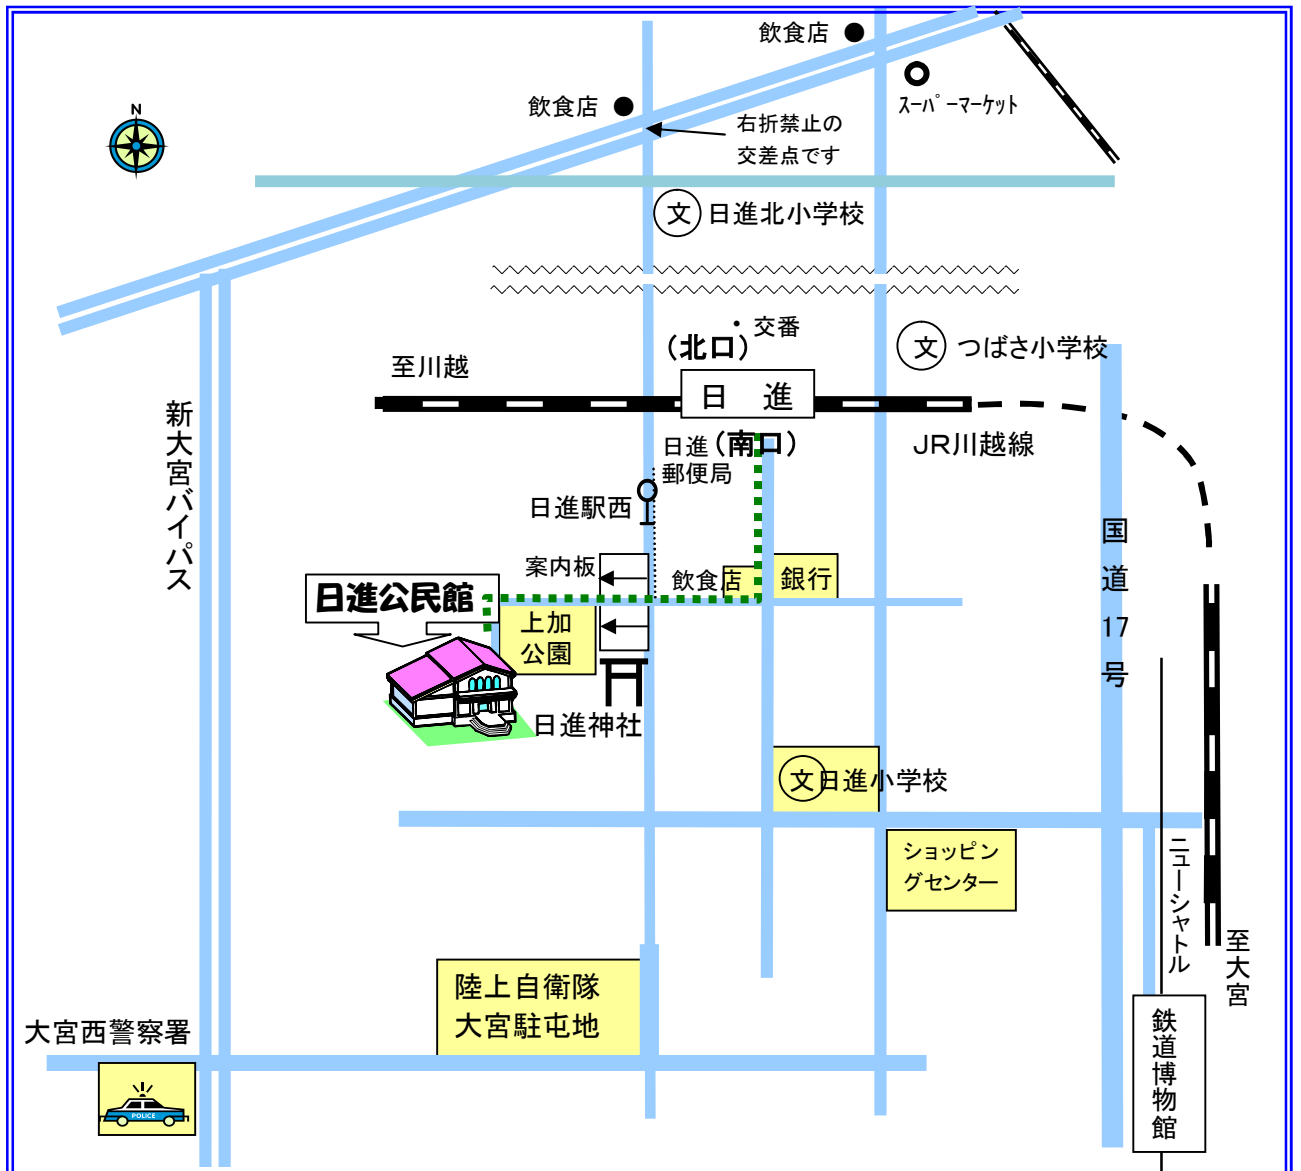 飲食店
N
スーパーマーケット
飲食店
右折禁止の
交差点です
文 日進北小学校
・交番
(北口)
文 つばさ小学校
至川越
日 進
新大宮バイパス
日進(南口)
郵便局
JR川越線
日進駅西
国道17号
案内板
飲食店
銀行
日進公民館
上加
公園
日進神社
文日進小学校
ショッピン
グセンター
ニューシャトル
至大宮
陸上自衛隊
大宮駐屯地
大宮西警察署
鉄道博物館
POLICE